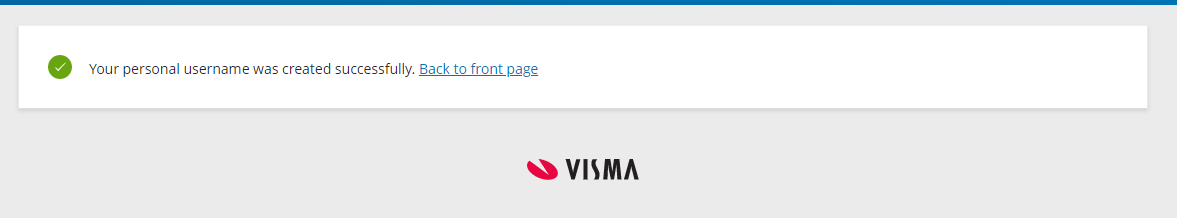 Your personal username was created successfully. Back to front page
VISMA